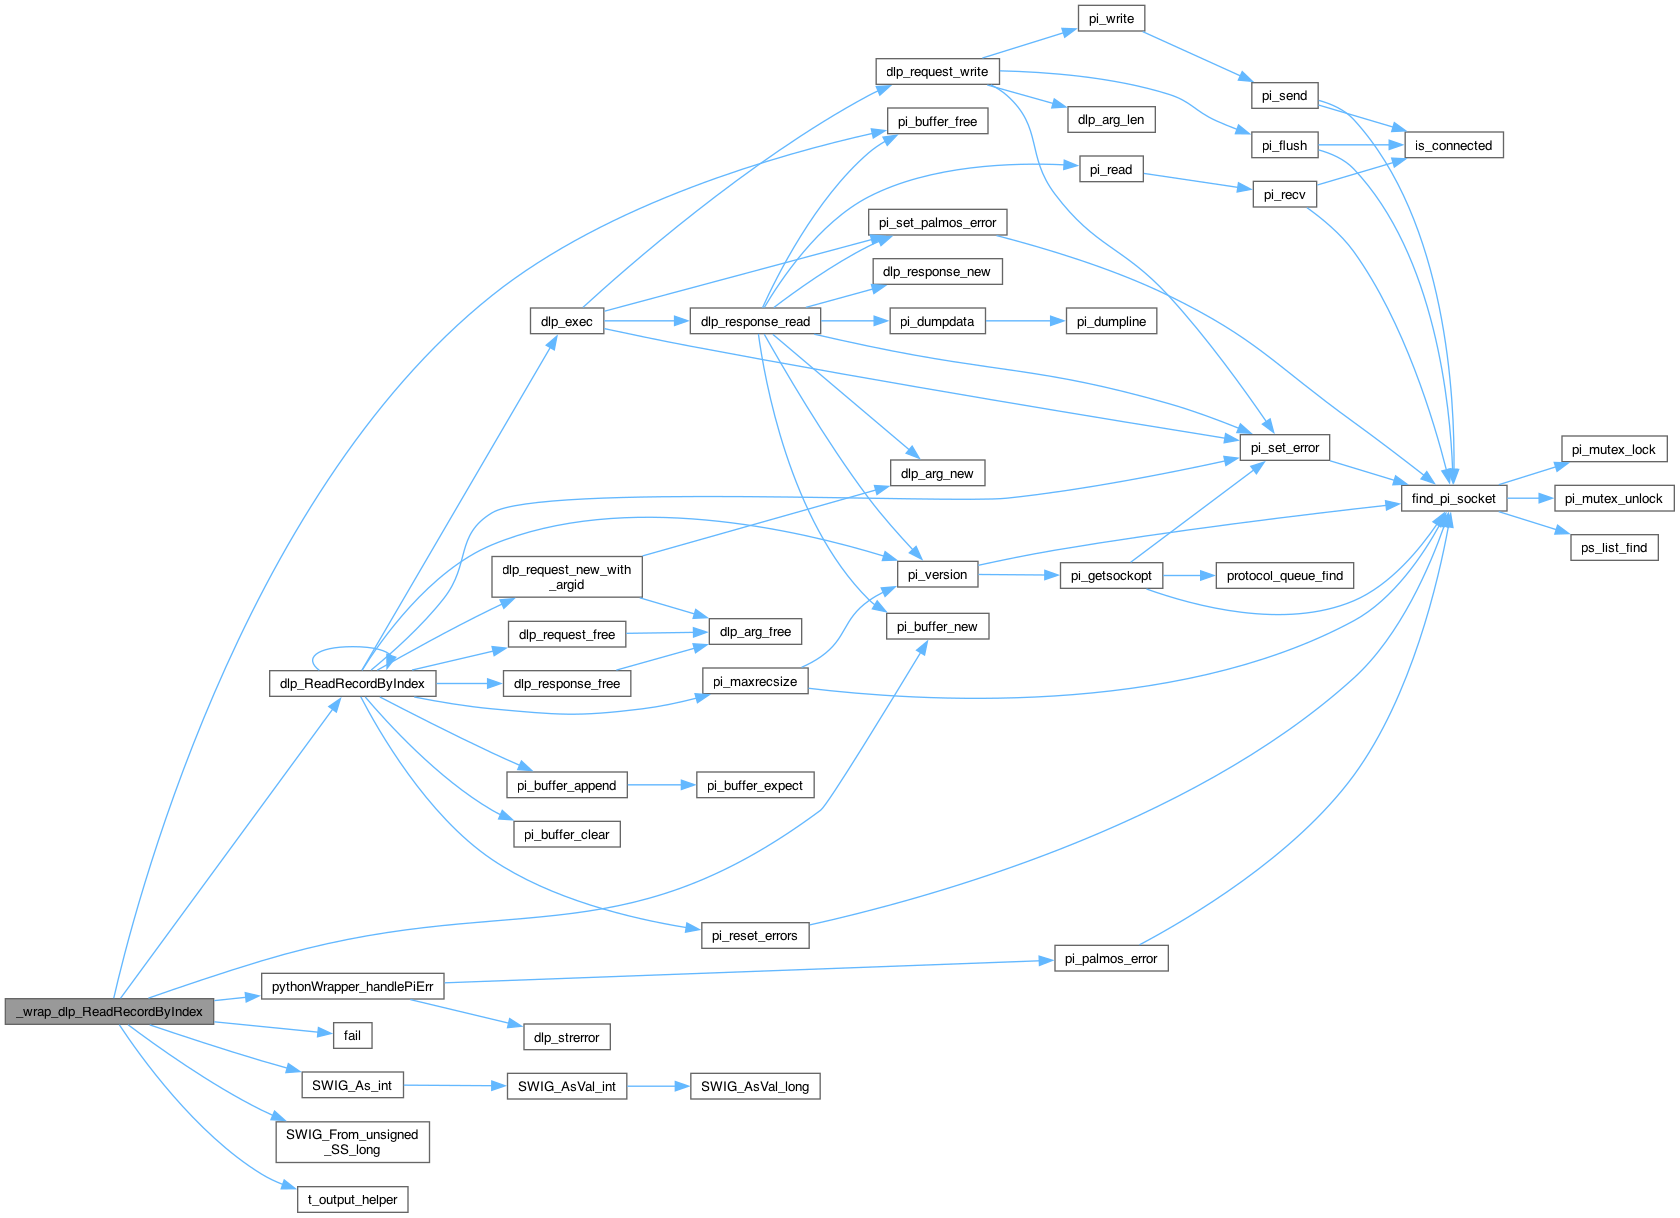 pi_write
dlp_request_write
pi_send
pi_buffer_free
dlp_arg_len
pi_flush
is_connected
pi_read
pi_recv
pi_set_palmos_error
dlp_response_new
dlp_exec
dlp_response_read
pi_dumpdata
pi_dumpline
pi_set_error
pi_mutex_lock
dlp_arg_new
find_pi_socket
pi_mutex_unlock
ps_list_find
dlp_request_new_with
_argid
pi_version
pi_getsockopt
protocol_queue_find
dlp_request_free
dlp_arg_free
pi_buffer_new
dlp_ReadRecordByIndex
dlp_response_free
pi_maxrecsize
pi_buffer_append
pi_buffer_expect
pi_buffer_clear
pi_reset_errors
pi_palmos_error
pythonWrapper_handlePiErr
_wrap_dlp_ReadRecordByIndex
fail
dlp_strerror
SWIG_As_int
SWIG_AsVal_int
SWIG_AsVal_long
SWIG_From_unsigned
_SS_long
t_output_helper